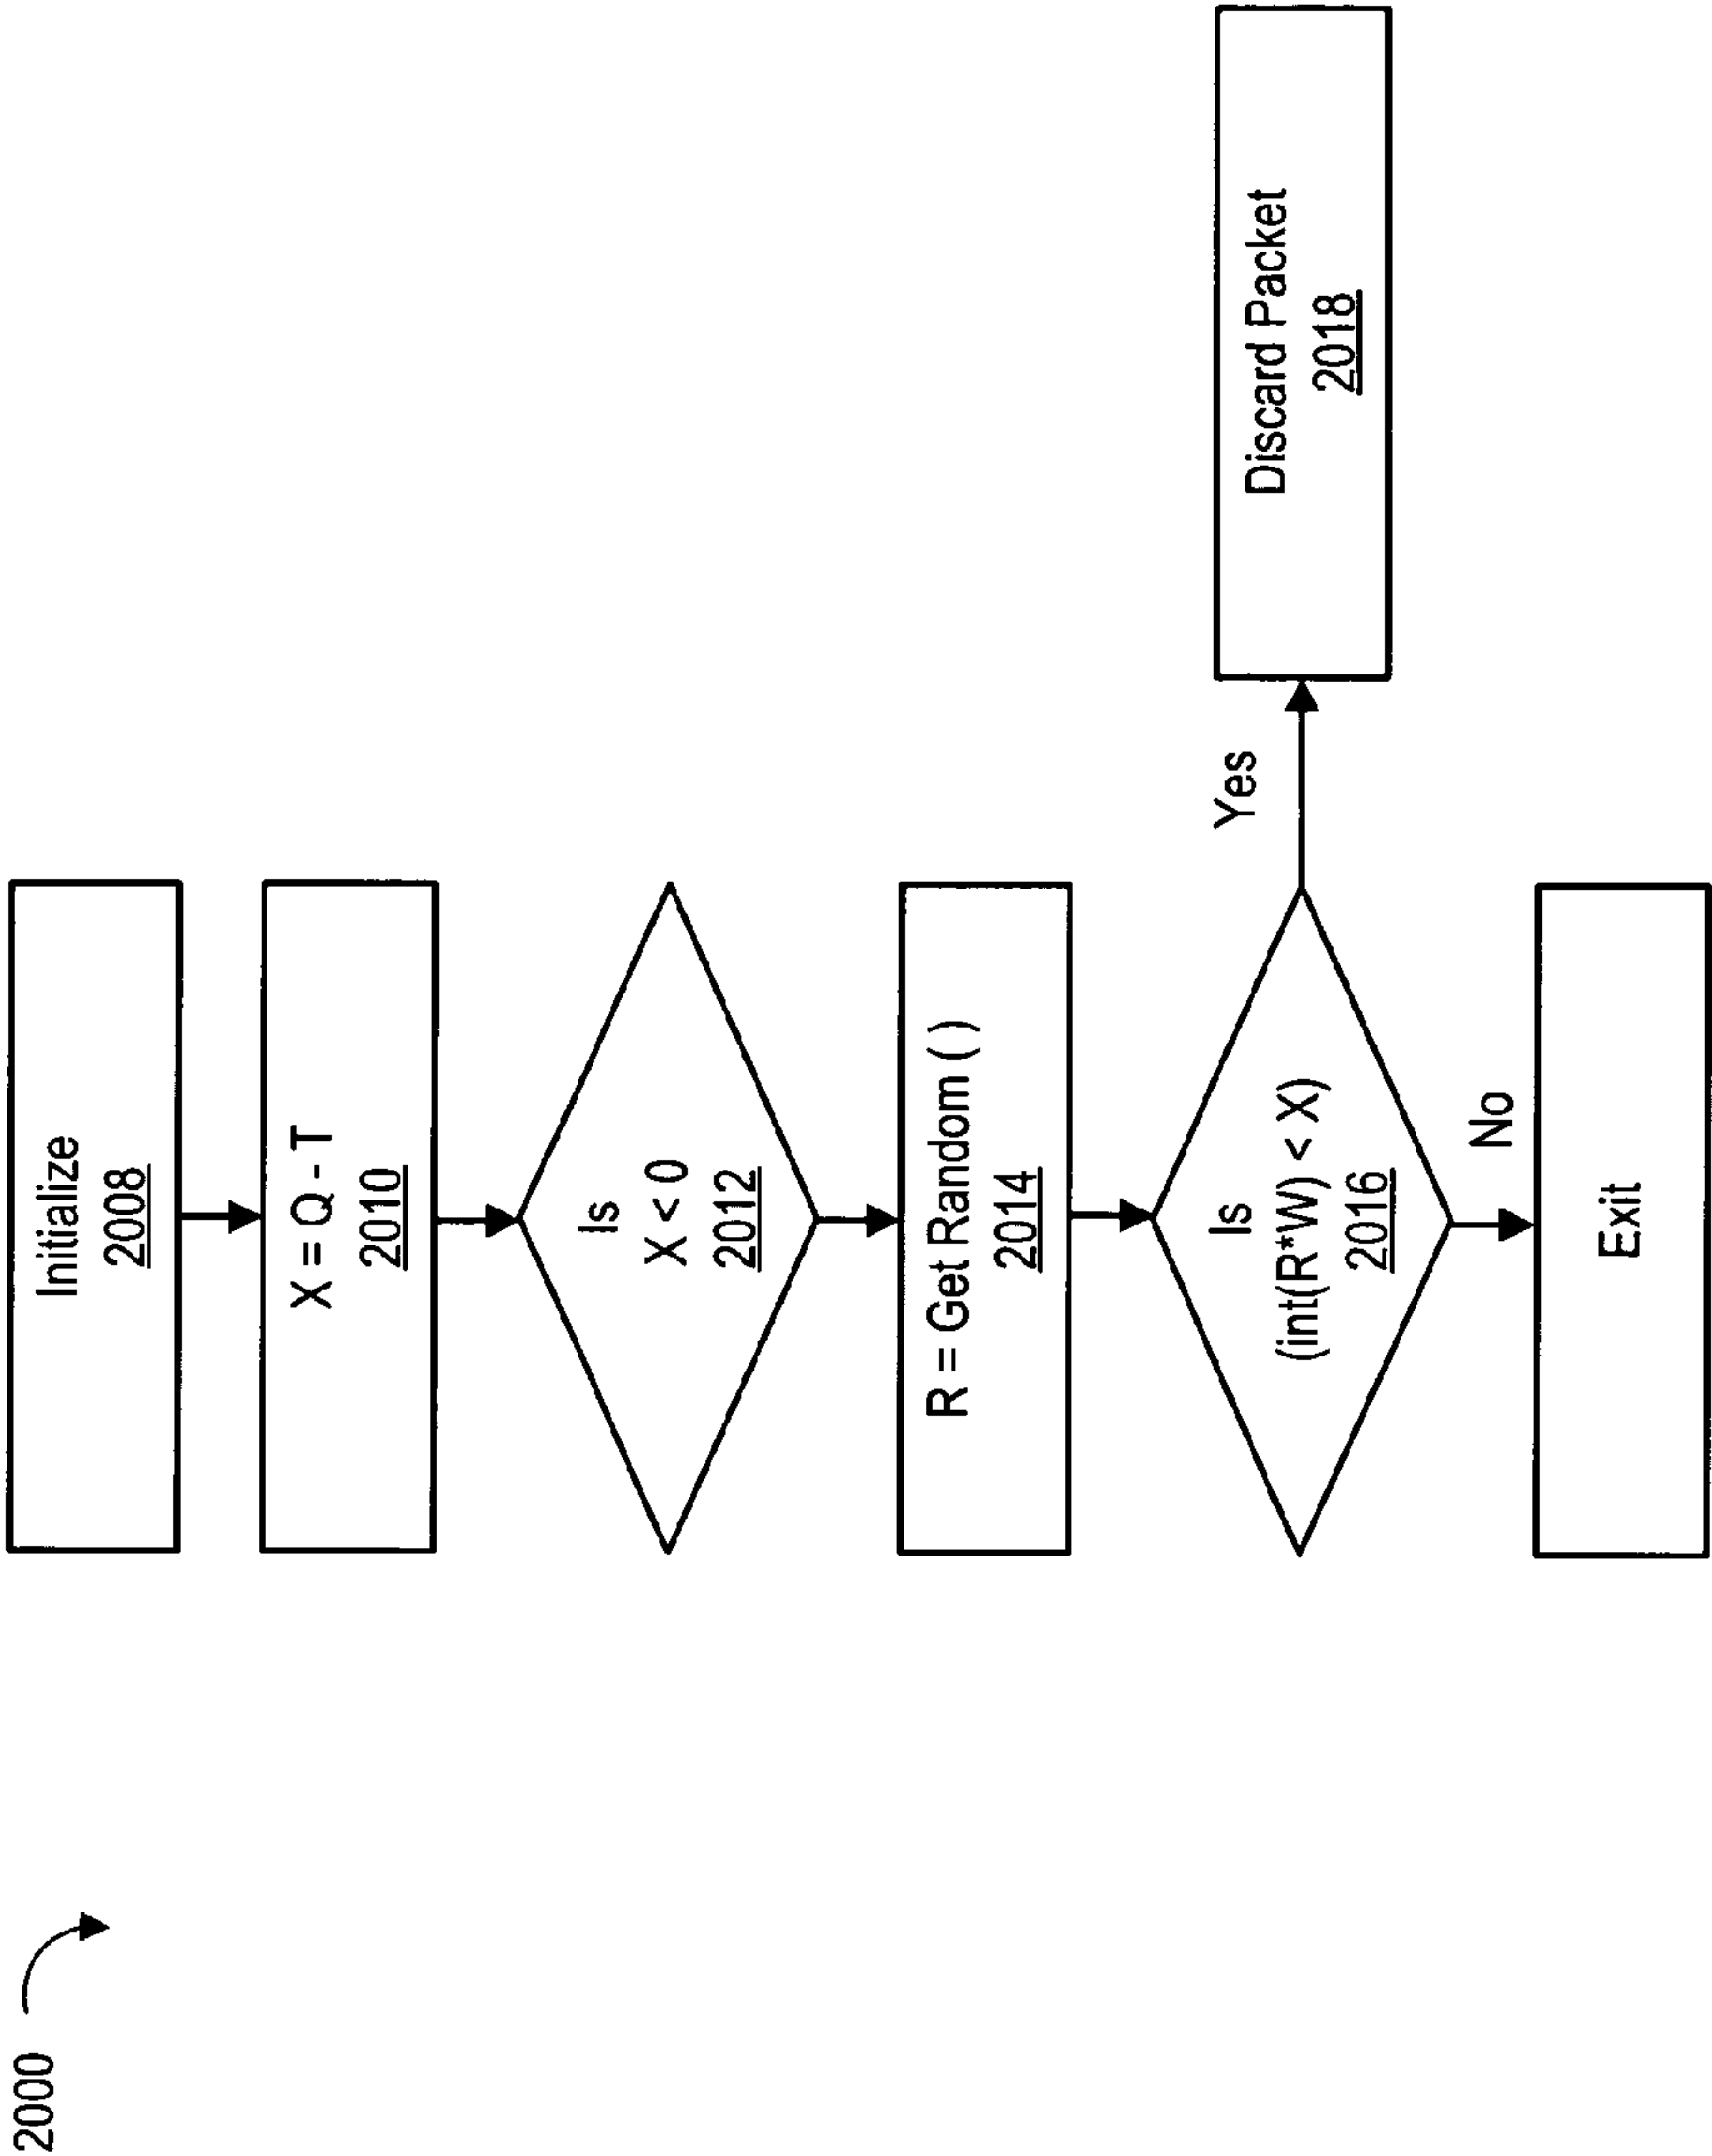 2000
Initialize
2008
X = Q - T
2010
Is
X < 0
2012
R = Get Random ( )
2014
Is
(int(R*W) < X)
2016
Yes
Discard Packet
2018
No
Exit